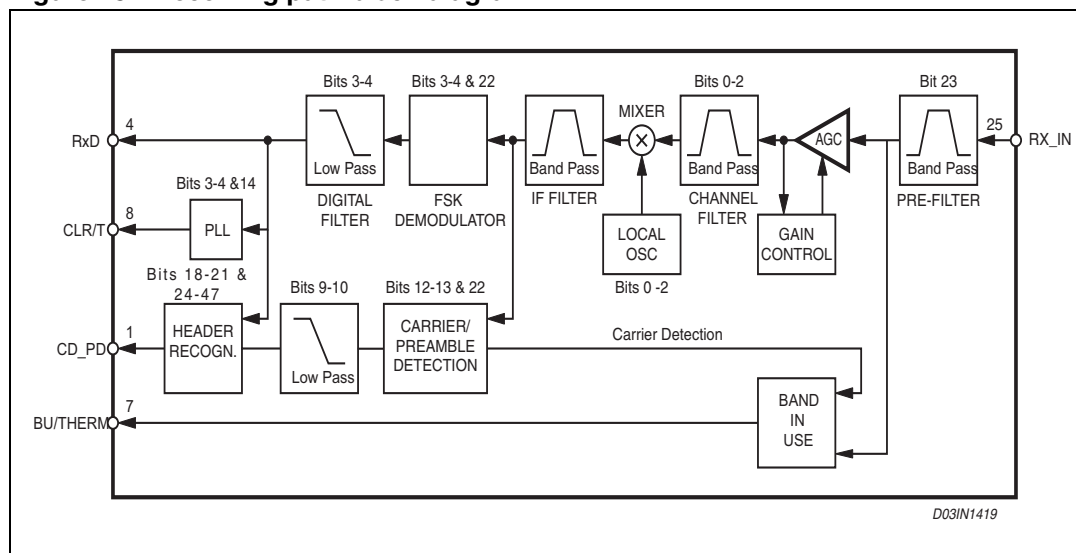 Bits 3-4
Bits 3-4 & 22
Bits 0-2
Bit 23
MIXER
4
RxD
25
RX_IN
AGC
Low Pass
Band Pass
Band Pass
Band Pass
DIGITAL
FILTER
FSK
DEMODULATOR
IF FILTER
CHANNEL
FILTER
PRE-FILTER
Bits 3-4 &14
8
CLR/T
PLL
LOCAL
OSC
GAIN
CONTROL
Bits 0 -2
Bits 18-21 &
24-47
Bits 9-10
Bits 12-13 & 22
1
CD_PD
HEADER
RECOGN.
Low Pass
CARRIER/
PREAMBLE
DETECTION
Carrier Detection
7
BU/THERM
BAND
IN
USE
D03IN1419